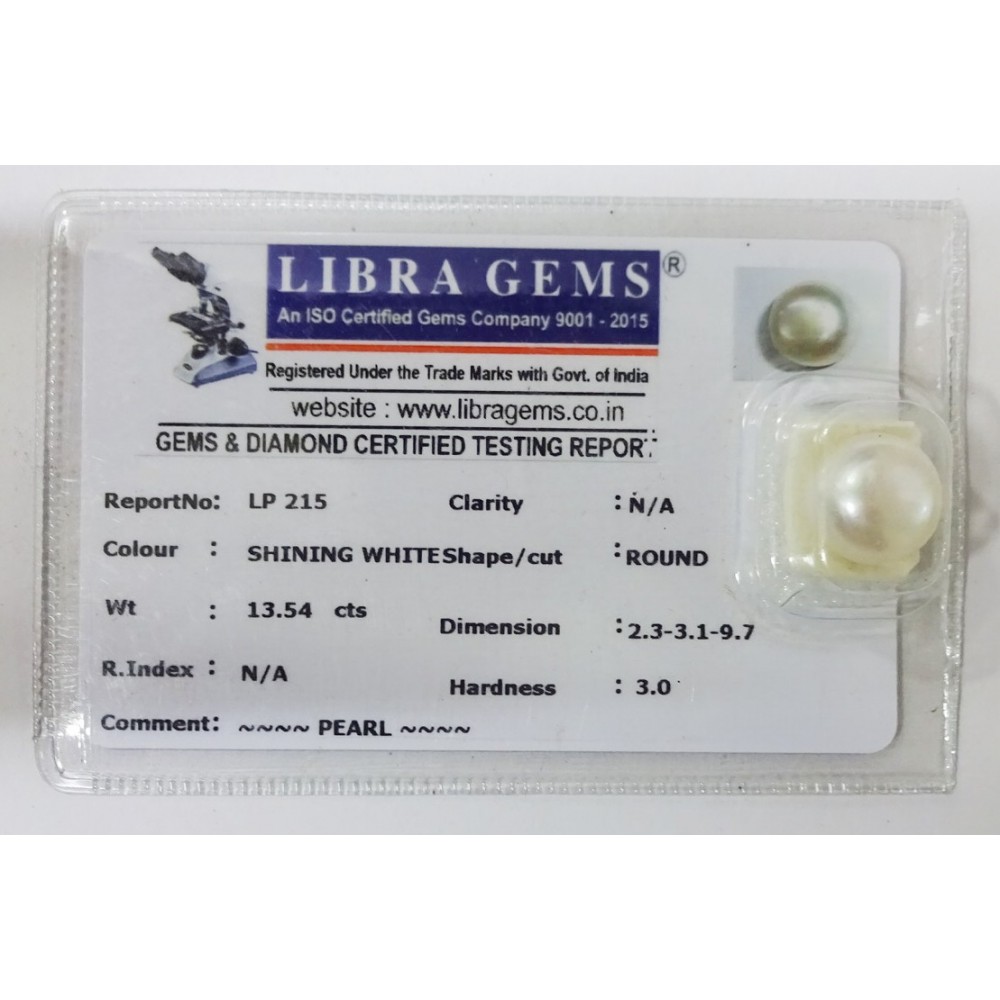 LIBRA GEMS ®
An ISO Certified Gems Company 9001 - 2015
Registered Under the Trade Marks with Govt. of India
website : www.libragems.co.in
GEMS & DIAMOND CERTIFIED TESTING REPORT:
ReportNo: LP 215 Clarity : N/A
Colour : SHINING WHITE Shape/cut : ROUND
Wt : 13.54 cts Dimension : 2.3-3.1-9.7
R.Index : N/A Hardness : 3.0
Comment: ~~~~ PEARL ~~~~